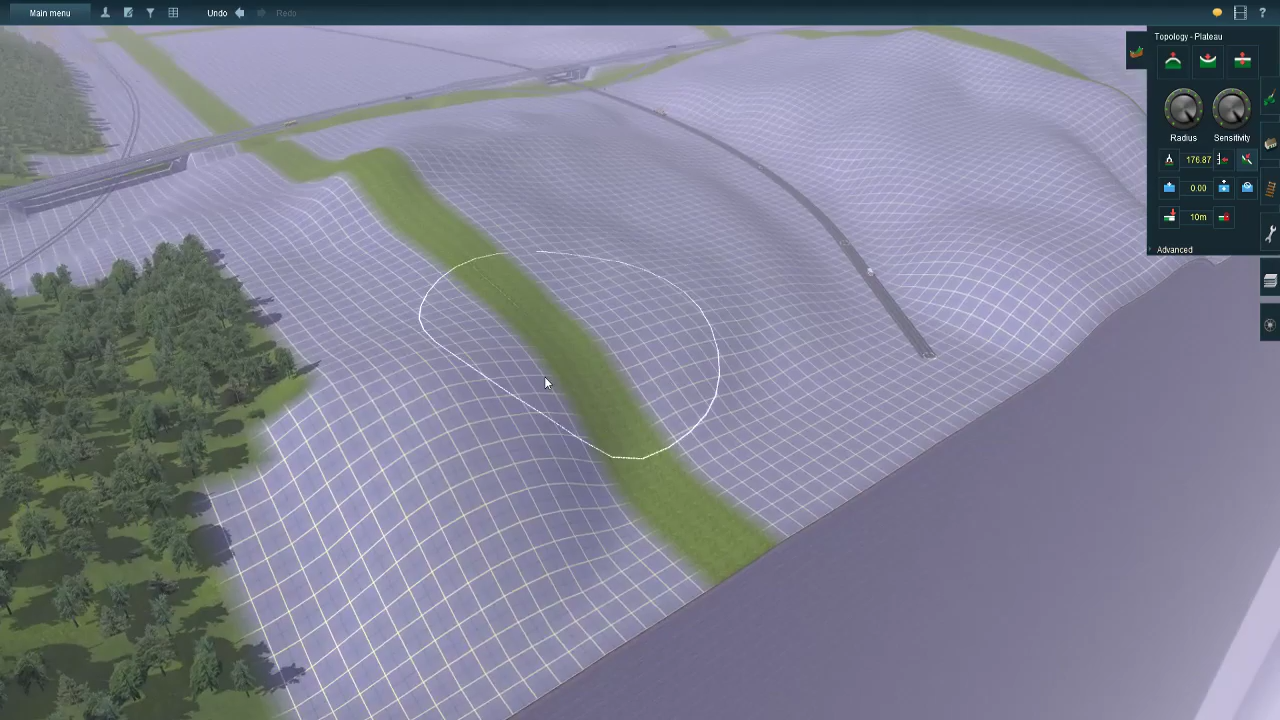 Main menu
Undo
Redo
?
Topology - Plateau
Radius
Sensitivity
176.87
0.00
10m
Advanced